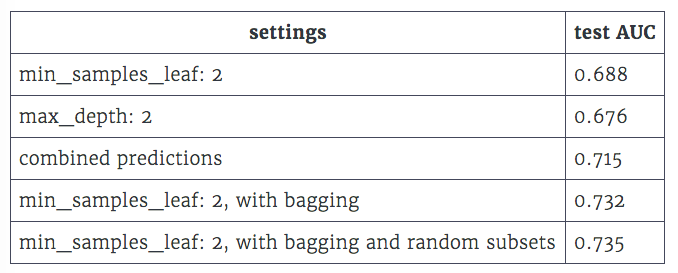 settings test AUC
min_samples_leaf: 2 0.688
max_depth: 2 0.676
combined predictions 0.715
min_samples_leaf: 2, with bagging 0.732
min_samples_leaf: 2, with bagging and random subsets 0.735